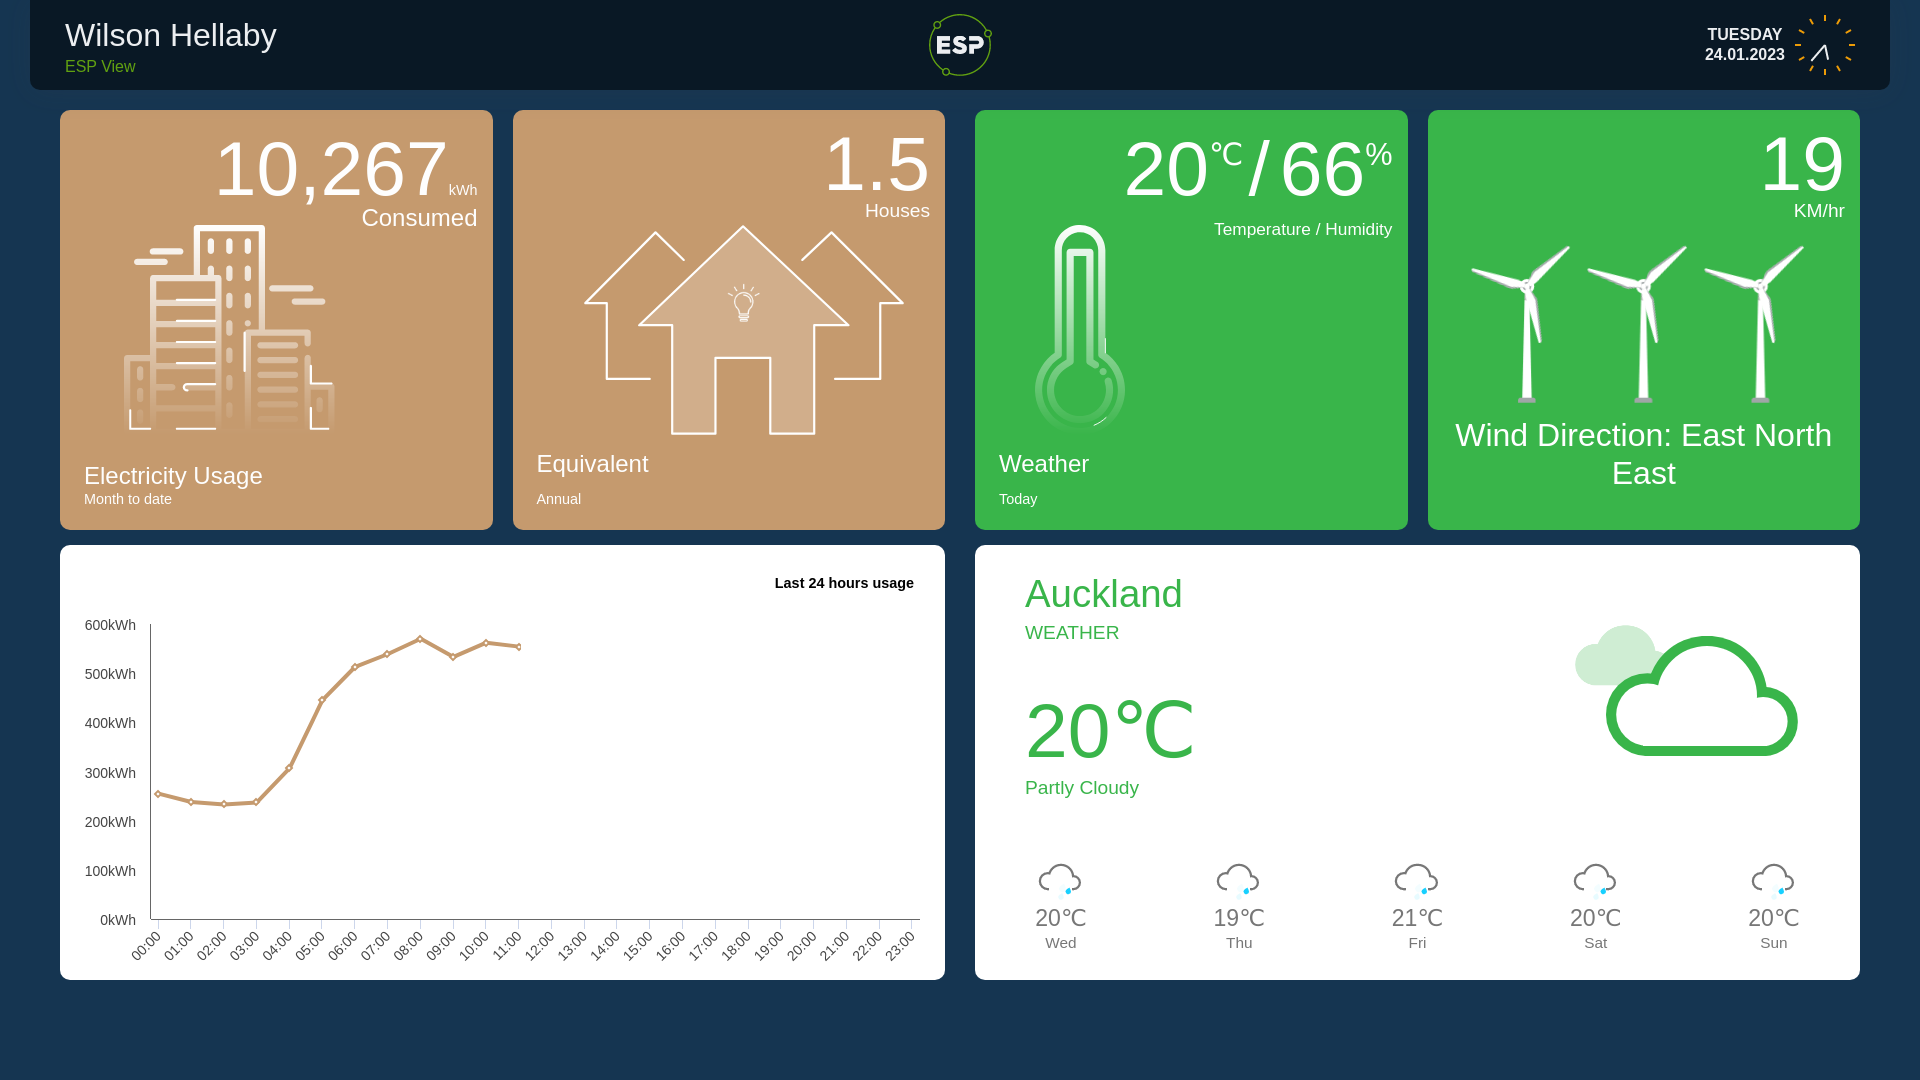 Wilson Hellaby
ESP View
ESP
TUESDAY
24.01.2023
10,267 kWh
Consumed
Electricity Usage
Month to date
1.5
Houses
Equivalent
Annual
20℃/66%
Temperature / Humidity
Weather
Today
19
KM/hr
Wind Direction: East North
East
Last 24 hours usage
600kWh
500kWh
400kWh
300kWh
200kWh
100kWh
0kWh
00:00 01:00 02:00 03:00 04:00 05:00 06:00 07:00 08:00 09:00 10:00 11:00 12:00 13:00 14:00 15:00 16:00 17:00 18:00 19:00 20:00 21:00 22:00 23:00
Auckland
WEATHER
20℃
Partly Cloudy
20℃ 19℃ 21℃ 20℃ 20℃
Wed Thu Fri Sat Sun